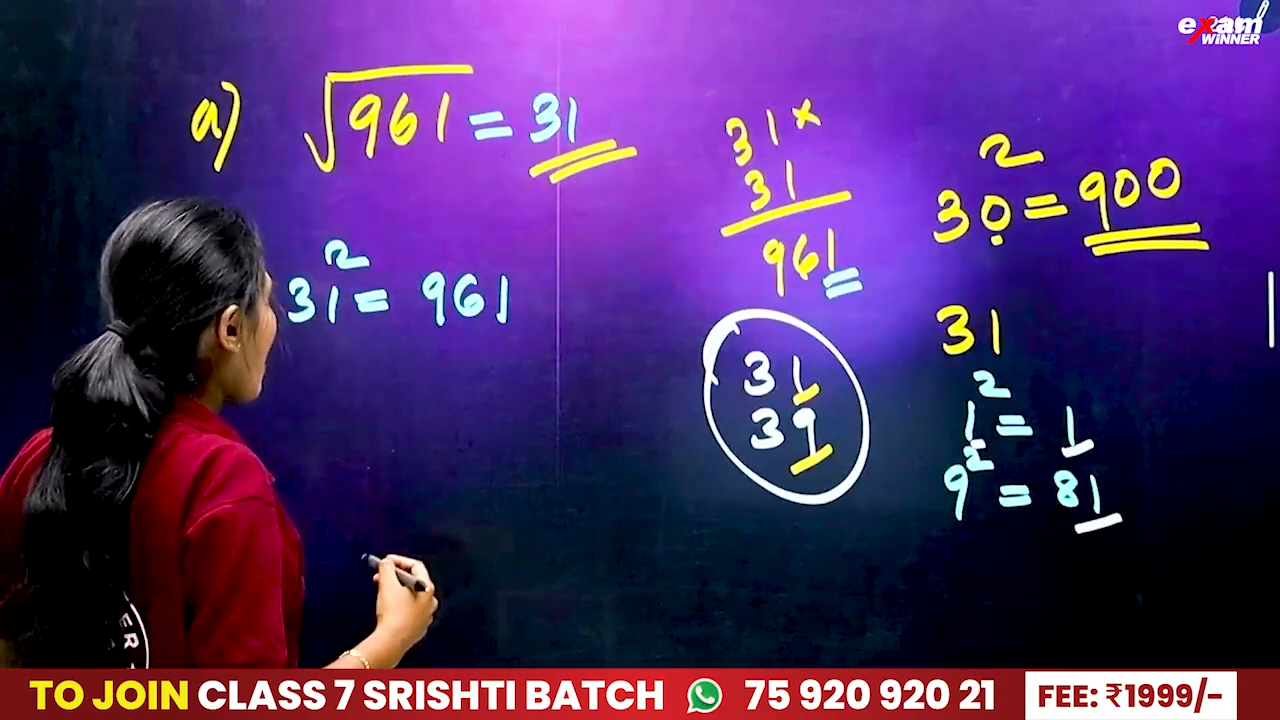 exam
WINNER
a) √961 = 31
31² = 961
31 ×
31
961
31
39
30² = 900
31
1² = 1
9² = 81
ER
TO JOIN CLASS 7 SRISHTI BATCH 75 920 920 21 FEE: ₹1999/-